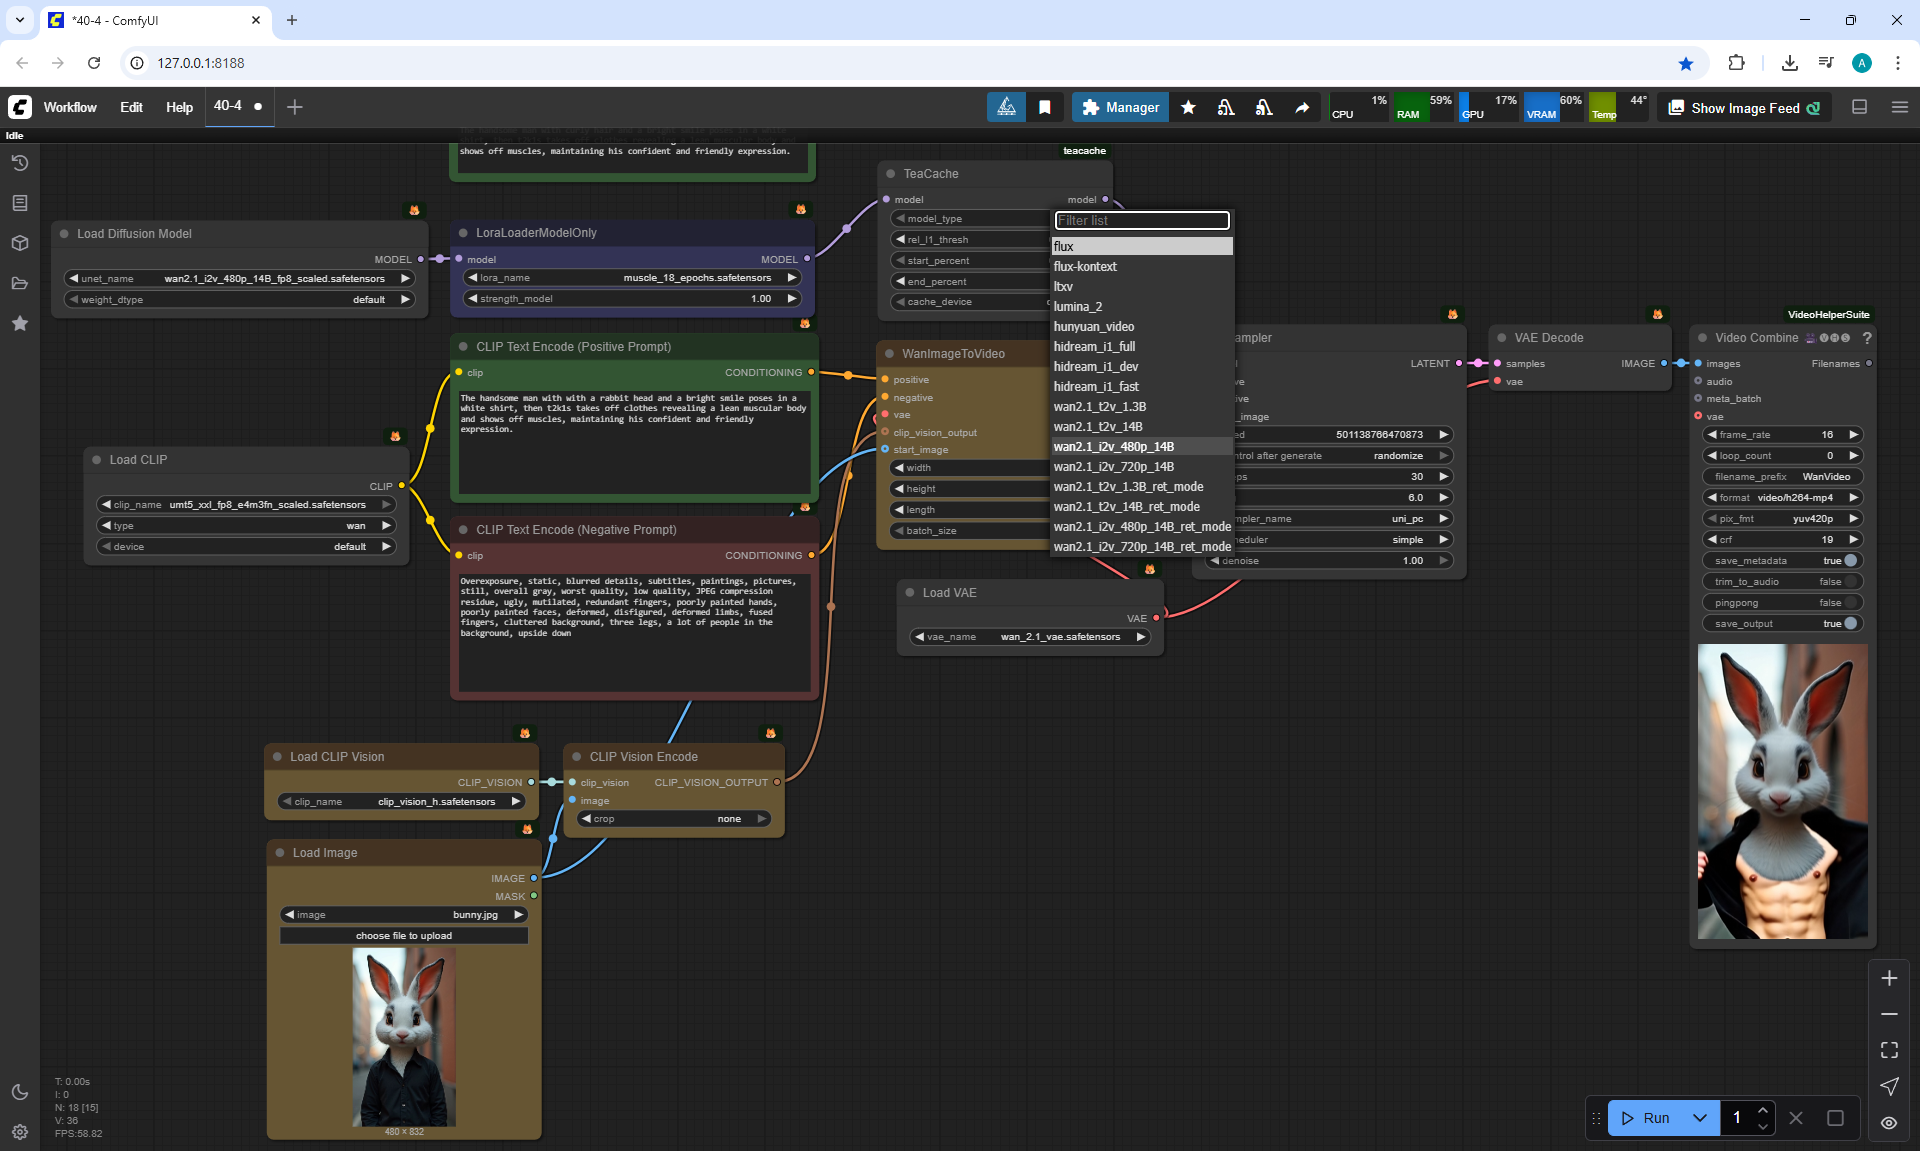 *40-4 - ComfyUI
127.0.0.1:8188
Workflow Edit Help 40-4
Manager
CPU 1% RAM 59% GPU 17% VRAM 60% Temp 44°
Show Image Feed
Idle
shows off muscles, maintaining his confident and friendly expression.
Load Diffusion Model
MODEL
unet_name wan2.1_i2v_480p_14B_fp8_scaled.safetensors
weight_dtype default
LoraLoaderModelOnly
model MODEL
lora_name muscle_18_epochs.safetensors
strength_model 1.00
teacache
TeaCache
model model
model_type
rel_l1_thresh
start_percent
end_percent
cache_device
Filter list
flux
flux-kontext
ltxv
lumina_2
hunyuan_video
hidream_i1_full
hidream_i1_dev
hidream_i1_fast
wan2.1_t2v_1.3B
wan2.1_t2v_14B
wan2.1_i2v_480p_14B
wan2.1_i2v_720p_14B
wan2.1_t2v_1.3B_ret_mode
wan2.1_t2v_14B_ret_mode
wan2.1_i2v_480p_14B_ret_mode
wan2.1_i2v_720p_14B_ret_mode
CLIP Text Encode (Positive Prompt)
clip CONDITIONING
The handsome man with with a rabbit head and a bright smile poses in a
white shirt, then t2k1s takes off clothes revealing a lean muscular body
and shows off muscles, maintaining his confident and friendly
expression.
Load CLIP
CLIP
clip_name umt5_xxl_fp8_e4m3fn_scaled.safetensors
type wan
device default
CLIP Text Encode (Negative Prompt)
clip CONDITIONING
Overexposure, static, blurred details, subtitles, paintings, pictures,
still, overall gray, worst quality, low quality, JPEG compression
residue, ugly, mutilated, redundant fingers, poorly painted hands,
poorly painted faces, deformed, disfigured, deformed limbs, fused
fingers, cluttered background, three legs, a lot of people in the
background, upside down
WanImageToVideo
positive
negative
vae
clip_vision_output
start_image
width
height
length
batch_size
ampler
LATENT
ve
ive
_image
ed 501138766470873
ntrol after generate randomize
ps 30
6.0
mpler_name uni_pc
heduler simple
denoise 1.00
Load VAE
VAE
vae_name wan_2.1_vae.safetensors
VAE Decode
samples IMAGE
vae
VideoHelperSuite
Video Combine VHS ?
images Filenames
audio
meta_batch
vae
frame_rate 16
loop_count 0
filename_prefix WanVideo
format video/h264-mp4
pix_fmt yuv420p
crf 19
save_metadata true
trim_to_audio false
pingpong false
save_output true
Load CLIP Vision
CLIP_VISION
clip_name clip_vision_h.safetensors
CLIP Vision Encode
clip_vision CLIP_VISION_OUTPUT
image
crop none
Load Image
IMAGE
MASK
image bunny.jpg
choose file to upload
480 × 832
T: 0.00s
I: 0
N: 18 [15]
V: 36
FPS:58.82
Run 1
A